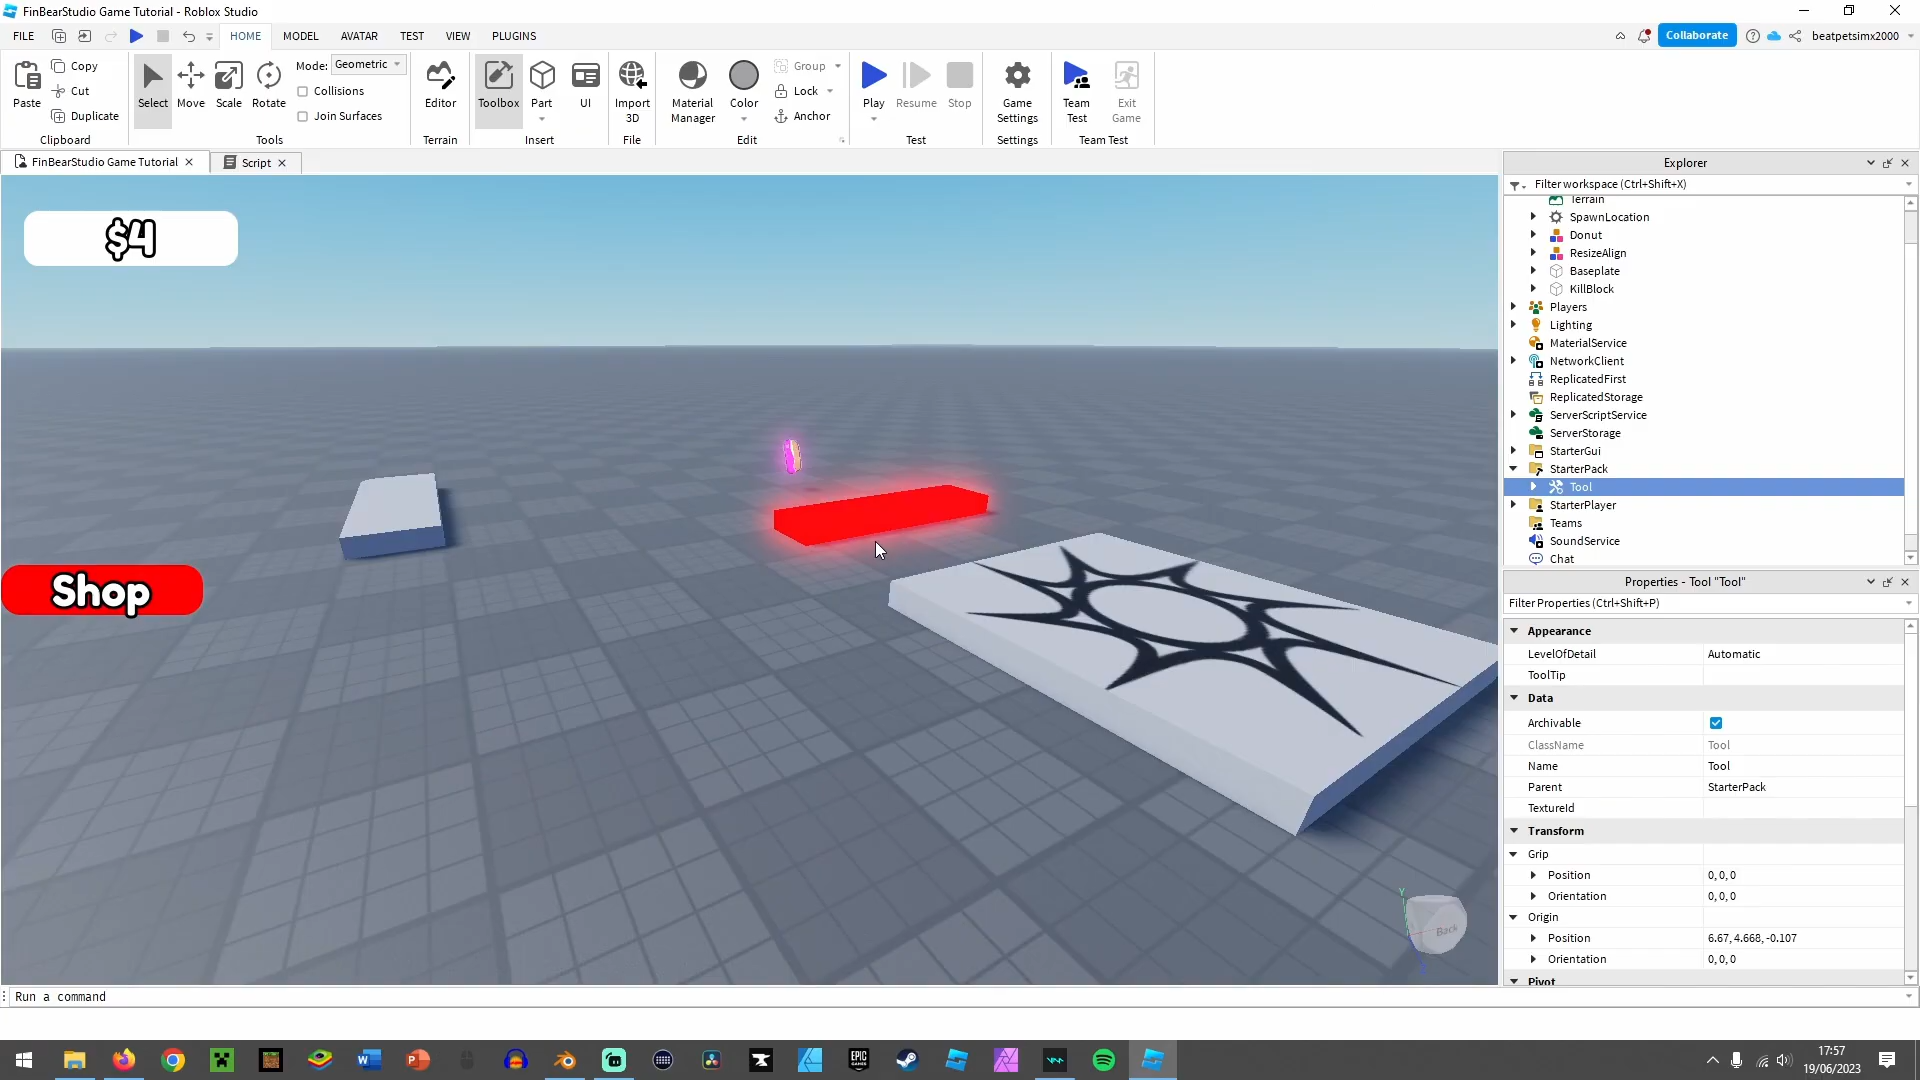 FinBearStudio Game Tutorial - Roblox Studio
FILE HOME MODEL AVATAR TEST VIEW PLUGINS Collaborate beatpetsimx2000
Paste Copy Cut Duplicate Clipboard
Select Move Scale Rotate Mode: Geometric Collisions Join Surfaces Tools
Editor Terrain
Toolbox Part UI Insert
Import 3D File
Material Manager Color Group Lock Anchor Edit
Play Resume Stop Test
Game Settings Settings
Team Test Exit Game Team Test
FinBearStudio Game Tutorial Script
$4
Shop
Back
Y
Explorer
Filter workspace (Ctrl+Shift+X)
Terrain
SpawnLocation
Donut
ResizeAlign
Baseplate
KillBlock
Players
Lighting
MaterialService
NetworkClient
ReplicatedFirst
ReplicatedStorage
ServerScriptService
ServerStorage
StarterGui
StarterPack
Tool
StarterPlayer
Teams
SoundService
Chat
Properties - Tool "Tool"
Filter Properties (Ctrl+Shift+P)
Appearance
LevelOfDetail Automatic
ToolTip
Data
Archivable
ClassName Tool
Name Tool
Parent StarterPack
TextureId
Transform
Grip
Position 0, 0, 0
Orientation 0, 0, 0
Origin
Position 6.67, 4.668, -0.107
Orientation 0, 0, 0
Pivot
Run a command
EPIC GAMES
17:57
19/06/2023